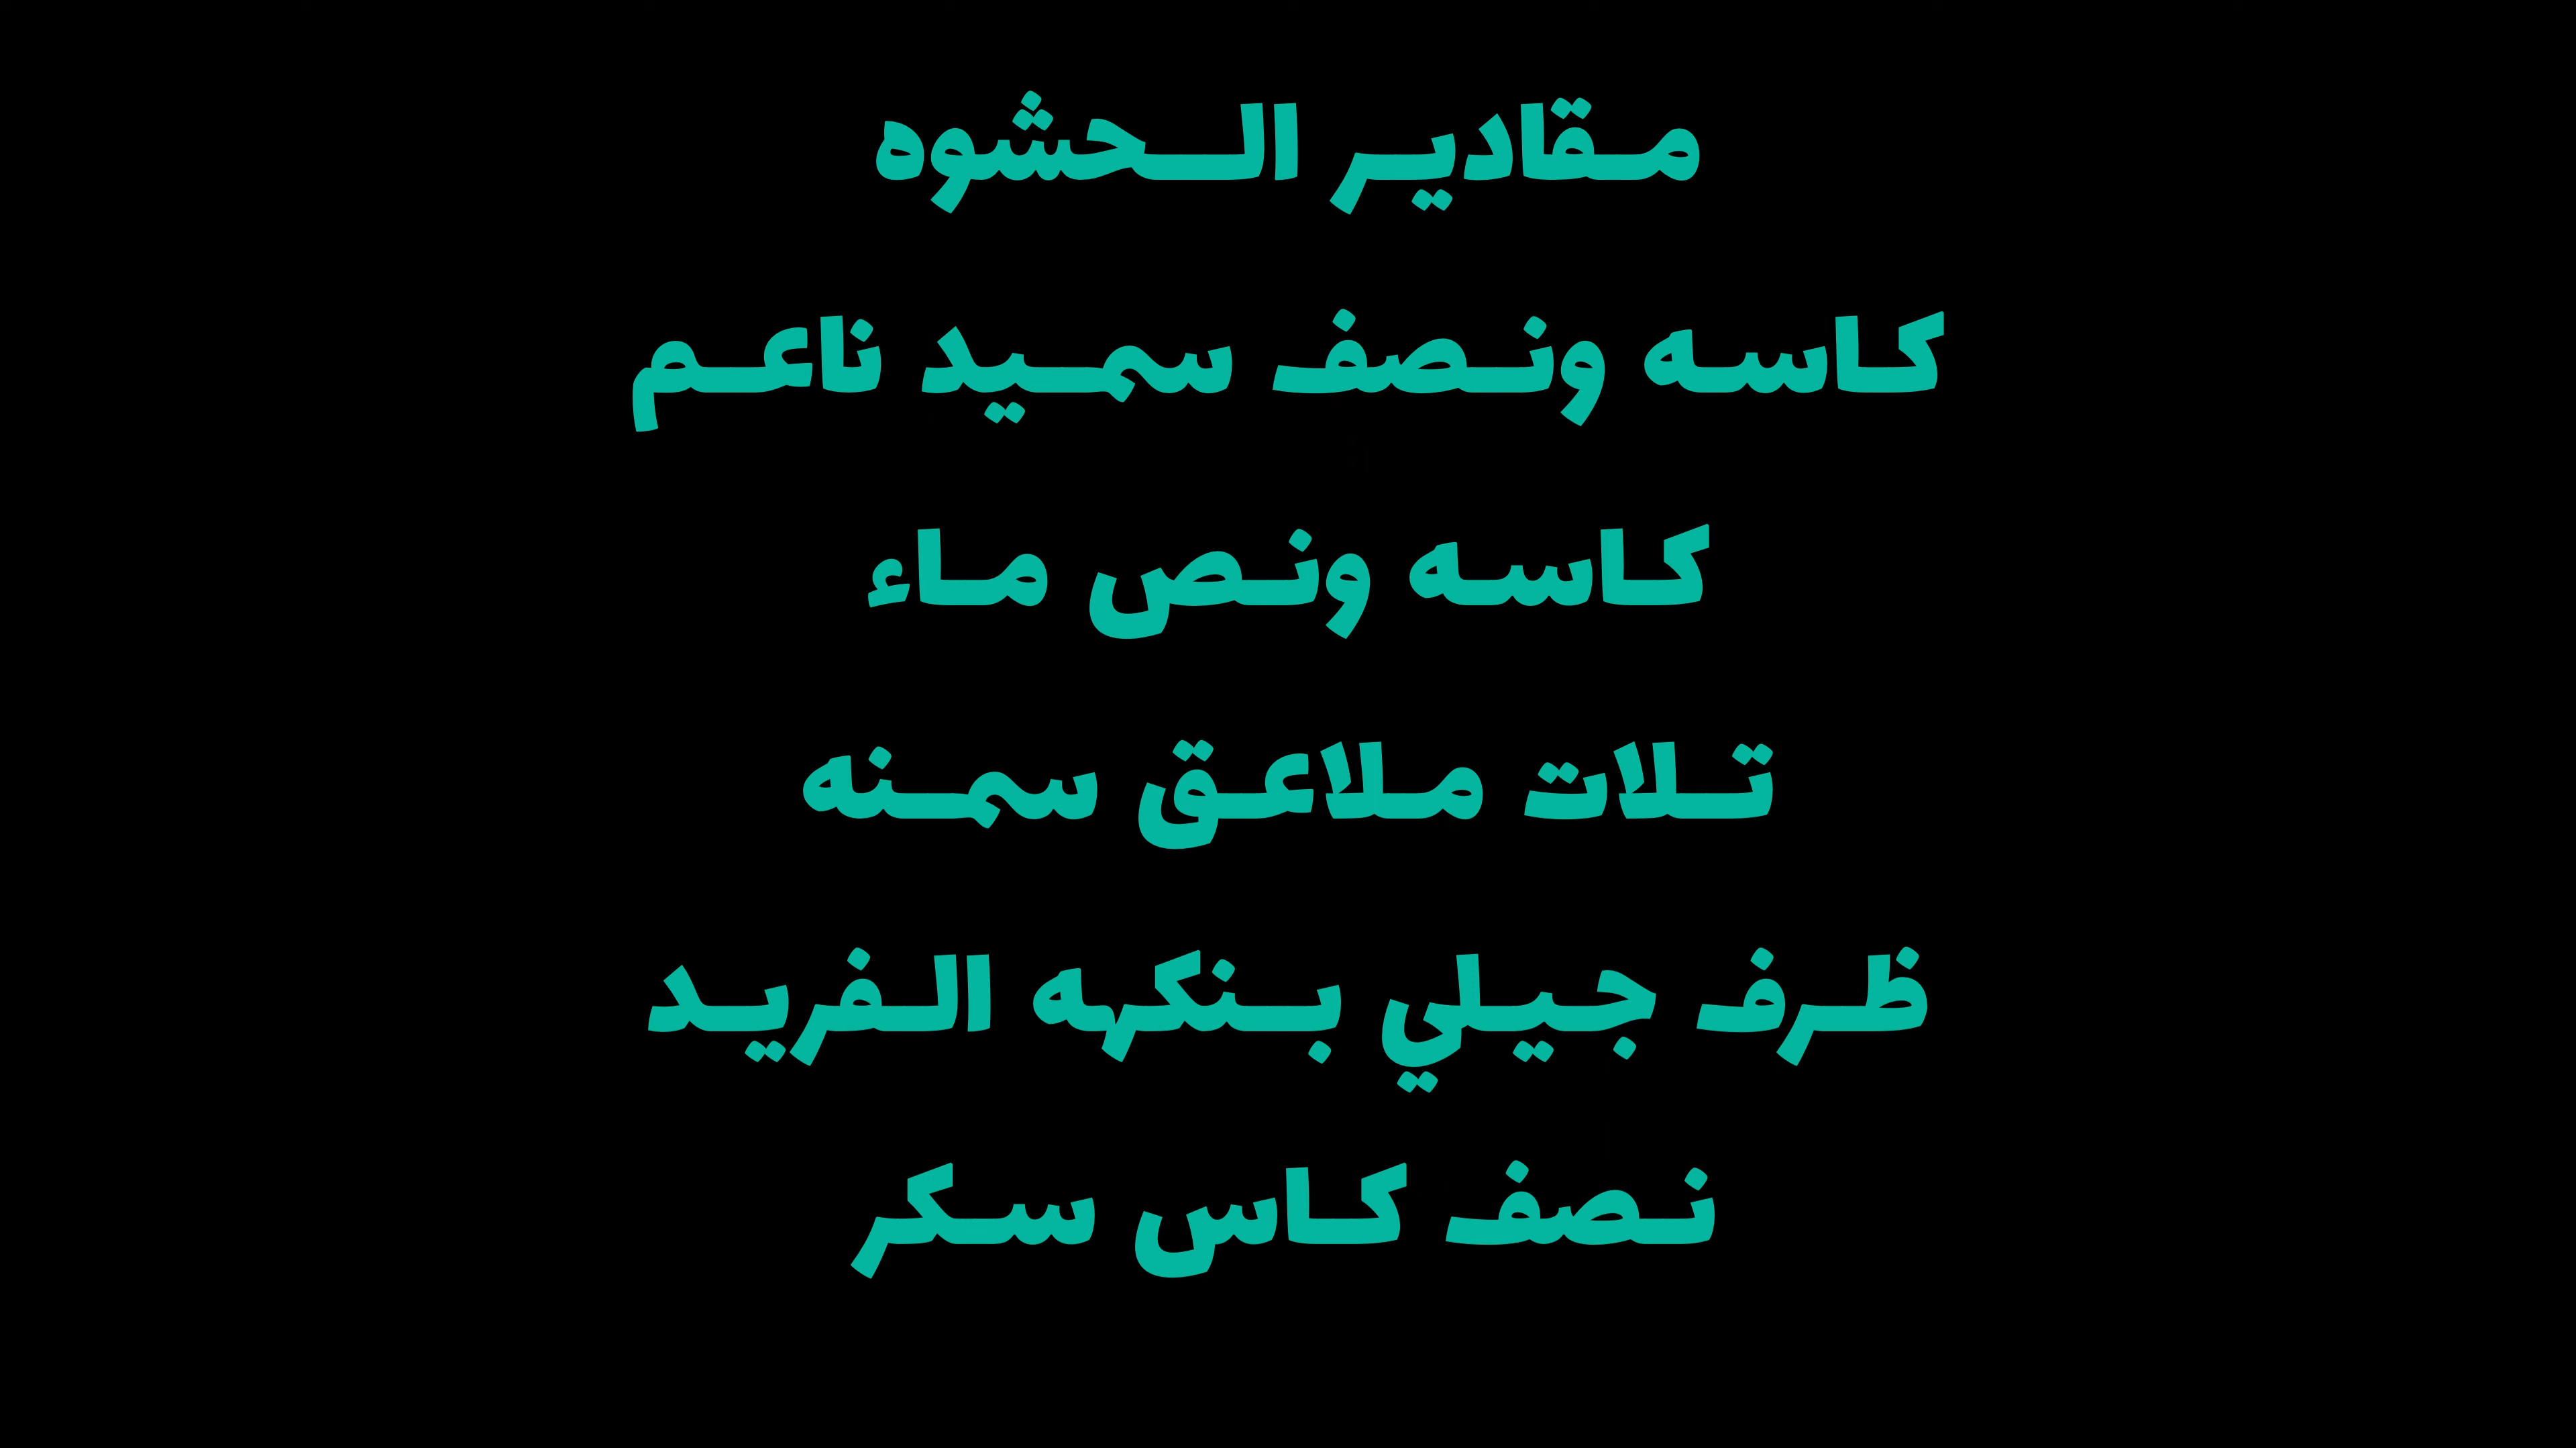 مقادير الحشوه
كاسه ونصف سميد ناعم
كاسه ونص ماء
تلات ملاعق سمنه
ظرف جيلي بنكهه الفريد
نصف كاس سكر